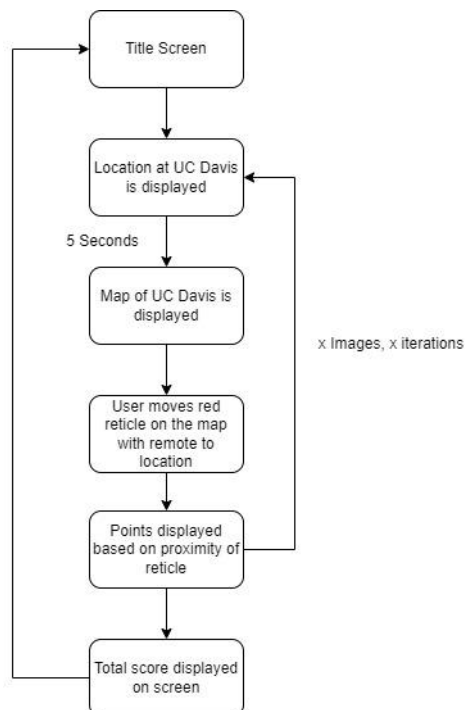 Title Screen
Location at UC Davis
is displayed
5 Seconds
Map of UC Davis is
displayed
x Images, x iterations
User moves red
reticle on the map
with remote to
location
Points displayed
based on proximity of
reticle
Total score displayed
on screen